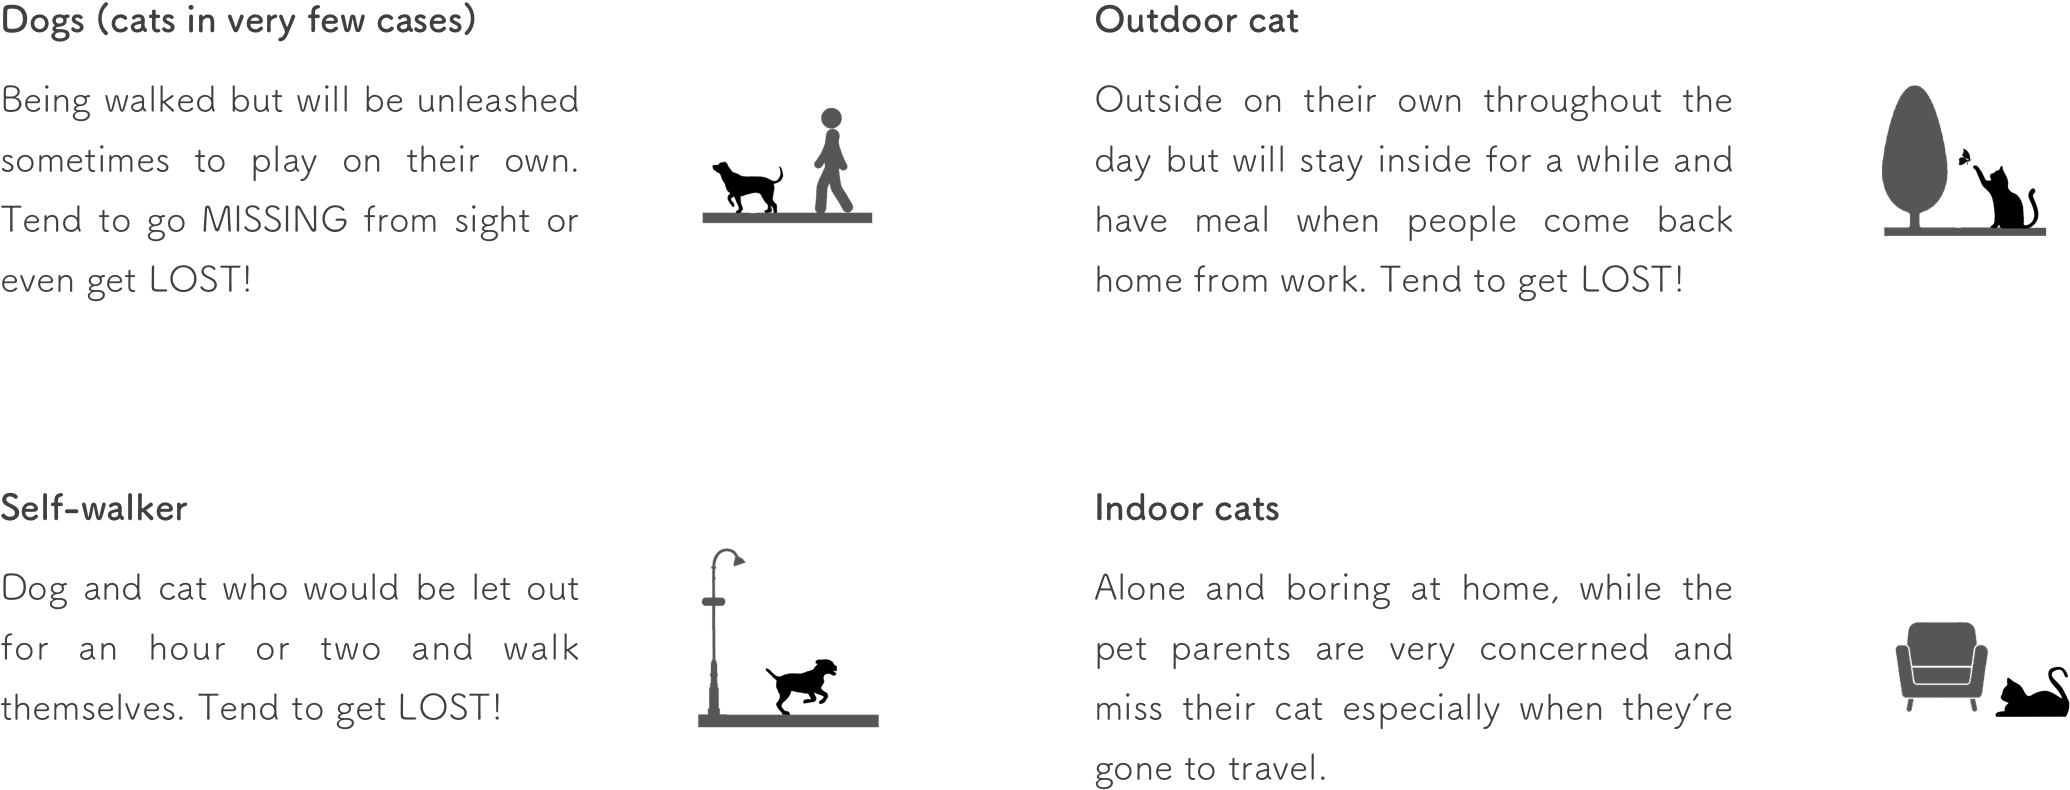 Dogs (cats in very few cases)
Being walked but will be unleashed
sometimes to play on their own.
Tend to go MISSING from sight or
even get LOST!
Outdoor cat
Outside on their own throughout the
day but will stay inside for a while and
have meal when people come back
home from work. Tend to get LOST!
Self-walker
Dog and cat who would be let out
for an hour or two and walk
themselves. Tend to get LOST!
Indoor cats
Alone and boring at home, while the
pet parents are very concerned and
miss their cat especially when they’re
gone to travel.